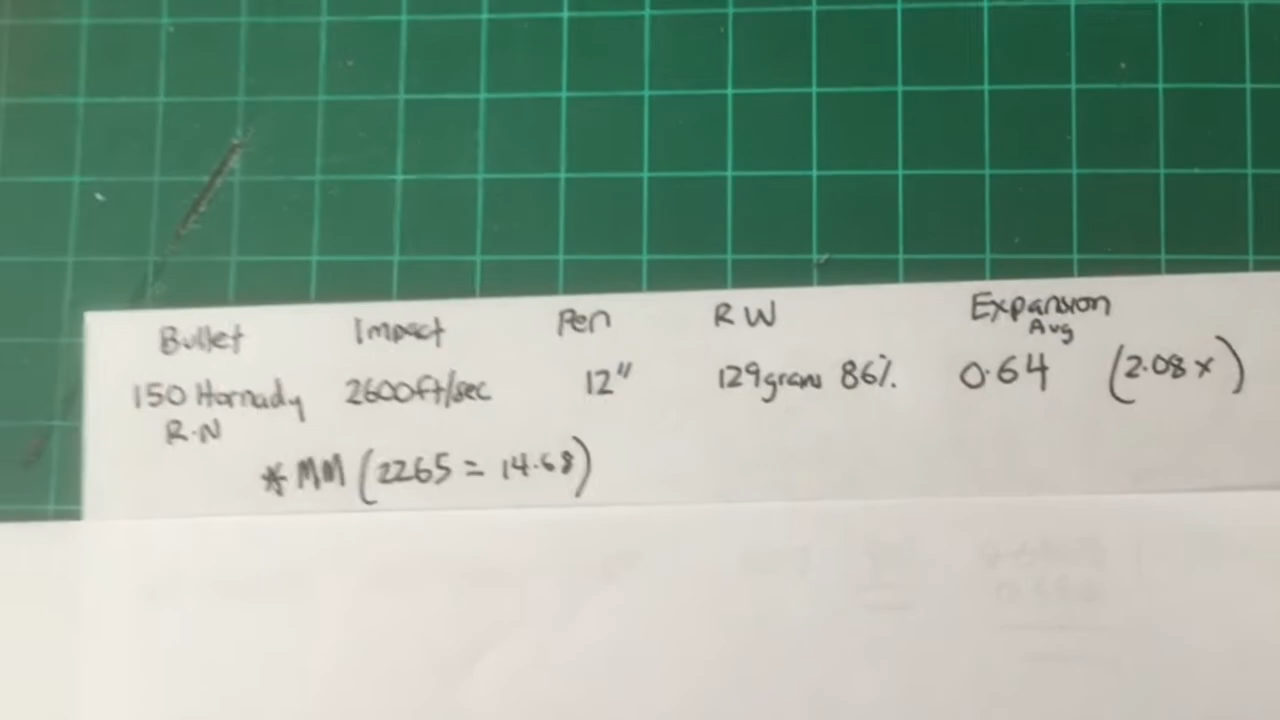 Bullet Impact Pen RW Expansion
Avg
150 Hornady 2600ft/sec 12" 129grans 86% 0.64 (2.08x)
R.N
*MM (2265 = 14.68)